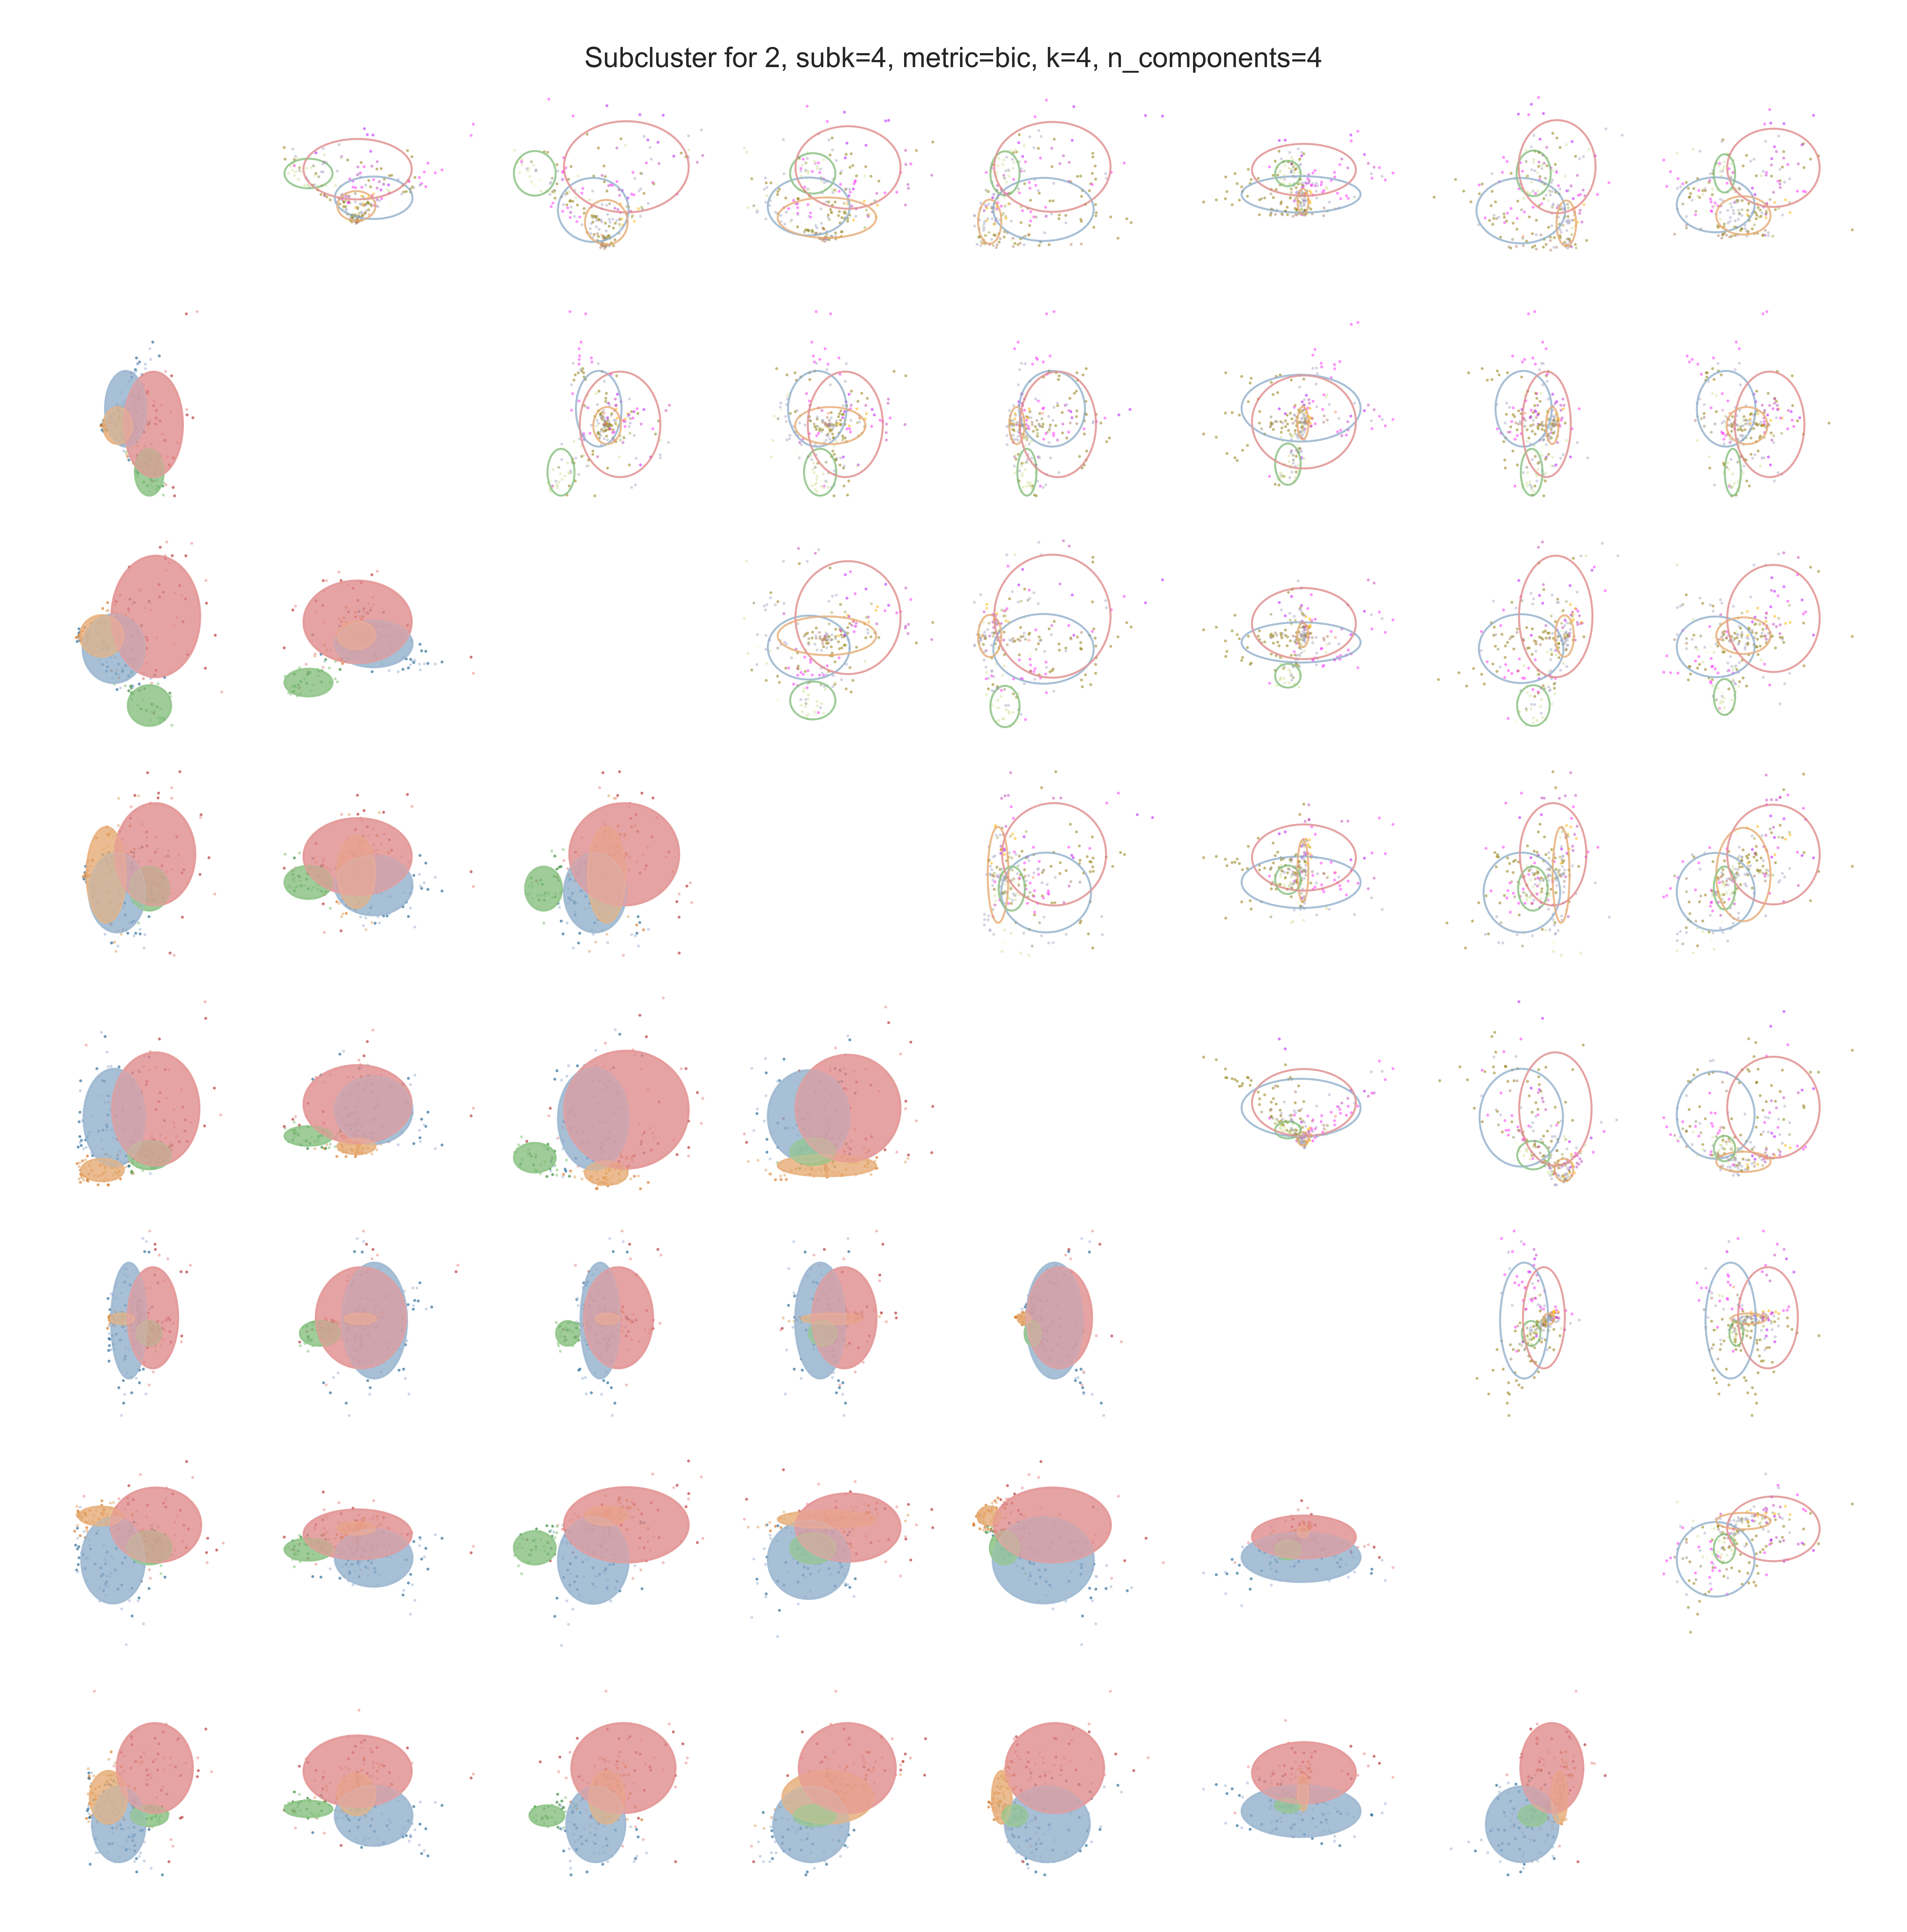 Subcluster for 2, subk=4, metric=bic, k=4, n_components=4